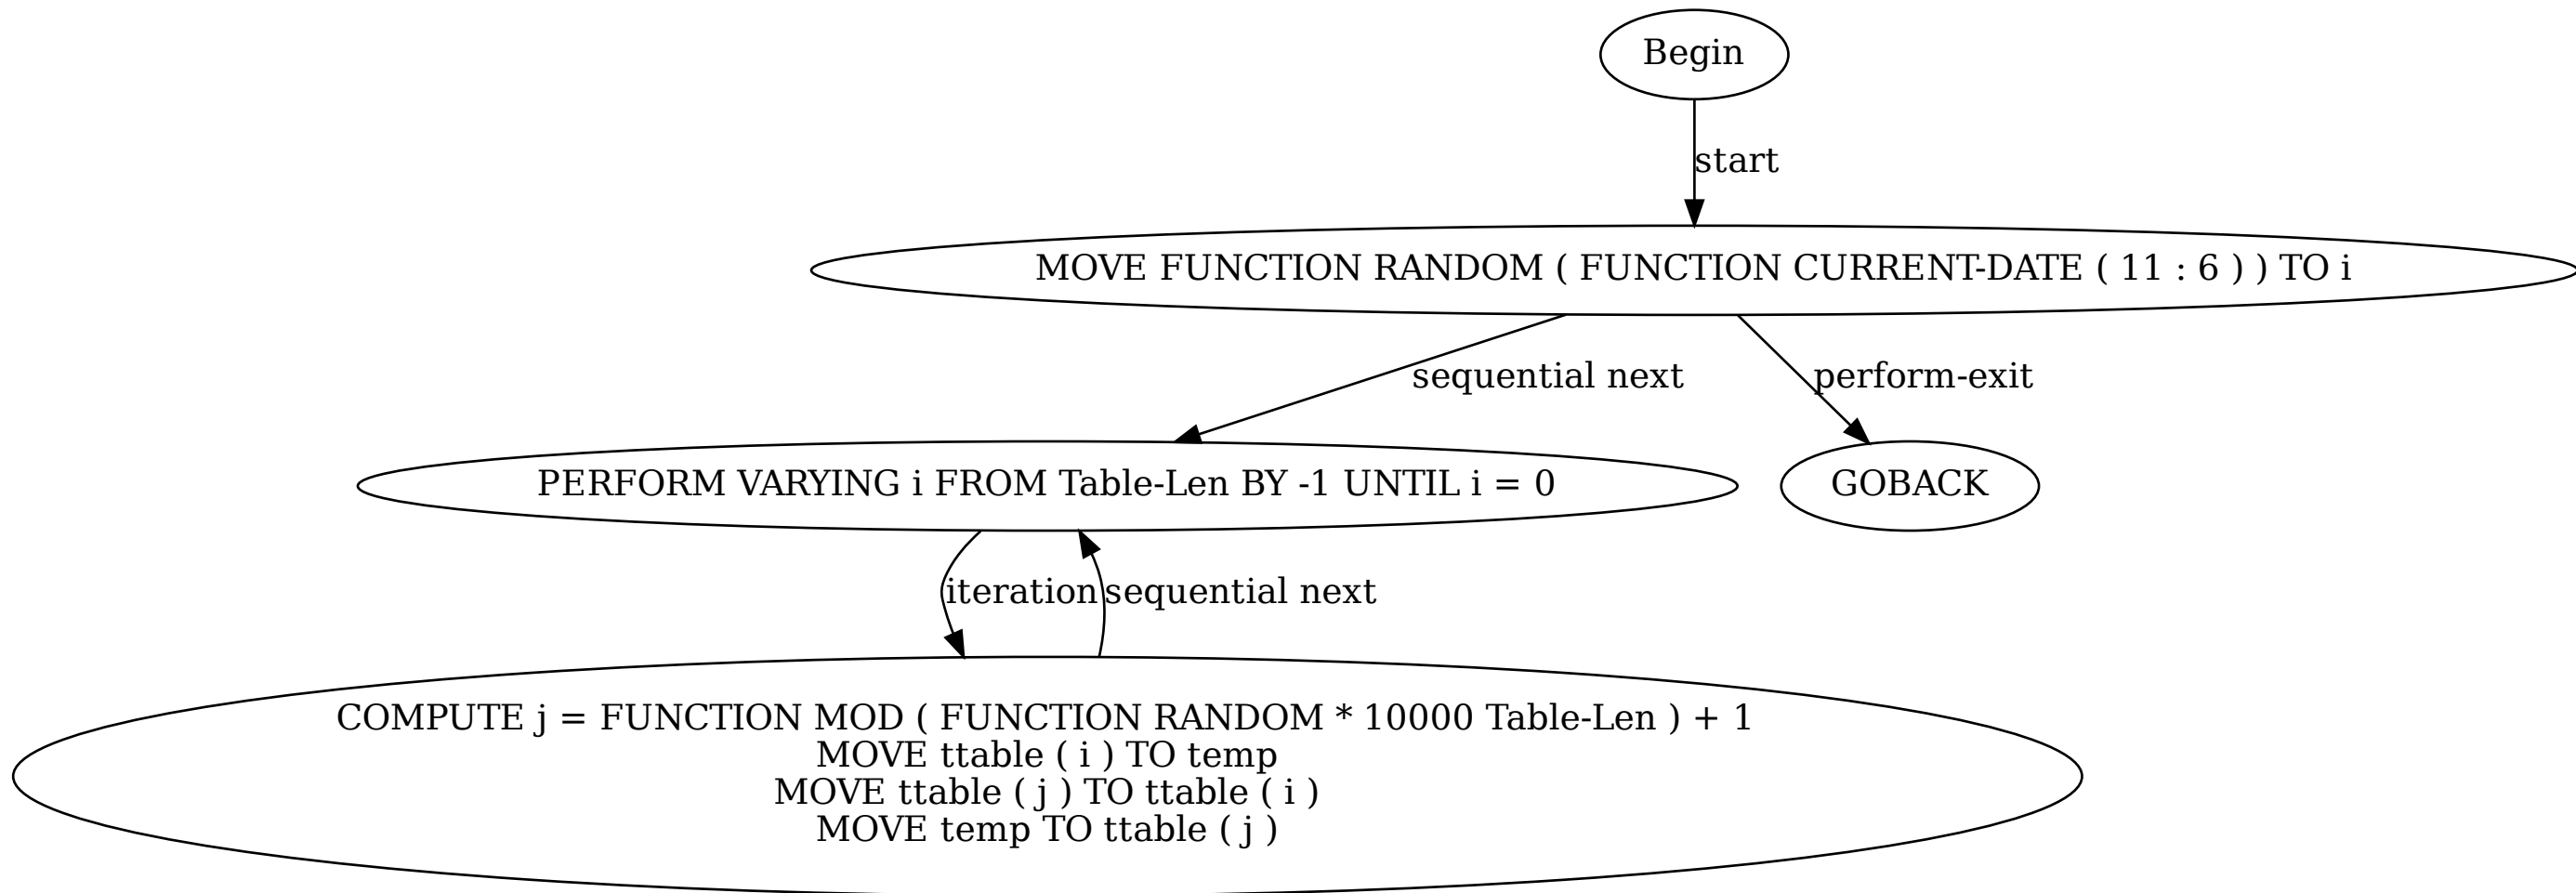 Begin
start
MOVE FUNCTION RANDOM ( FUNCTION CURRENT-DATE ( 11 : 6 ) ) TO i
sequential next
perform-exit
PERFORM VARYING i FROM Table-Len BY -1 UNTIL i = 0
GOBACK
iteration
sequential next
COMPUTE j = FUNCTION MOD ( FUNCTION RANDOM * 10000 Table-Len ) + 1
MOVE ttable ( i ) TO temp
MOVE ttable ( j ) TO ttable ( i )
MOVE temp TO ttable ( j )